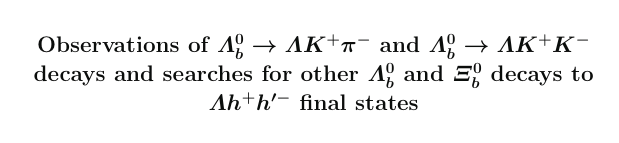 Observations of Λ⁰_b → ΛK⁺π⁻ and Λ⁰_b → ΛK⁺K⁻
decays and searches for other Λ⁰_b and Ξ⁰_b decays to
Λh⁺h′⁻ final states